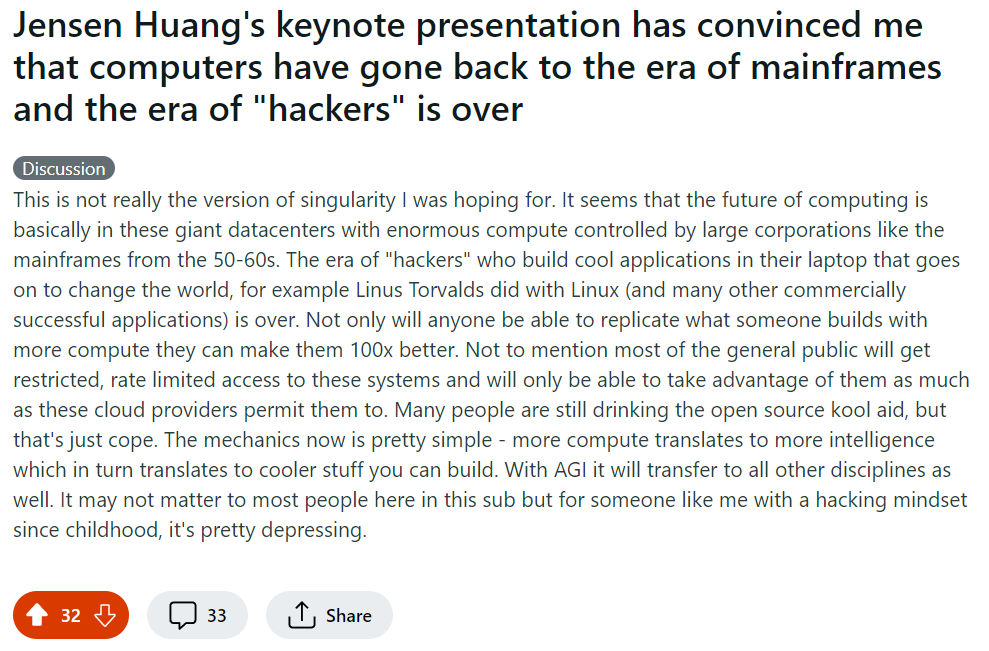 Jensen Huang's keynote presentation has convinced me
that computers have gone back to the era of mainframes
and the era of "hackers" is over
Discussion
This is not really the version of singularity I was hoping for. It seems that the future of computing is
basically in these giant datacenters with enormous compute controlled by large corporations like the
mainframes from the 50-60s. The era of "hackers" who build cool applications in their laptop that goes
on to change the world, for example Linus Torvalds did with Linux (and many other commercially
successful applications) is over. Not only will anyone be able to replicate what someone builds with
more compute they can make them 100x better. Not to mention most of the general public will get
restricted, rate limited access to these systems and will only be able to take advantage of them as much
as these cloud providers permit them to. Many people are still drinking the open source kool aid, but
that's just cope. The mechanics now is pretty simple - more compute translates to more intelligence
which in turn translates to cooler stuff you can build. With AGI it will transfer to all other disciplines as
well. It may not matter to most people here in this sub but for someone like me with a hacking mindset
since childhood, it's pretty depressing.
32 33 Share